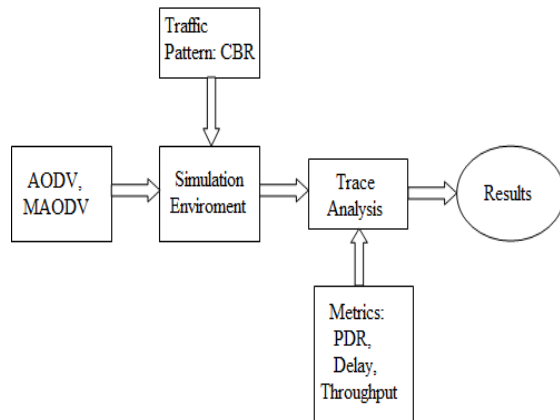 Traffic
Pattern: CBR
AODV,
MAODV
Simulation
Enviroment
Trace
Analysis
Results
Metrics:
PDR,
Delay,
Throughput